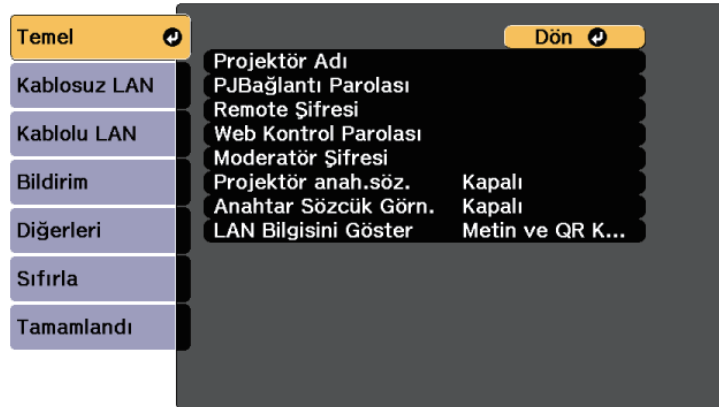 Temel
Kablosuz LAN
Kablolu LAN
Bildirim
Diğerleri
Sıfırla
Tamamlandı
Dön
Projektör Adı
PJBağlantı Parolası
Remote Şifresi
Web Kontrol Parolası
Moderatör Şifresi
Projektör anah.söz. Kapalı
Anahtar Sözcük Görn. Kapalı
LAN Bilgisini Göster Metin ve QR K...